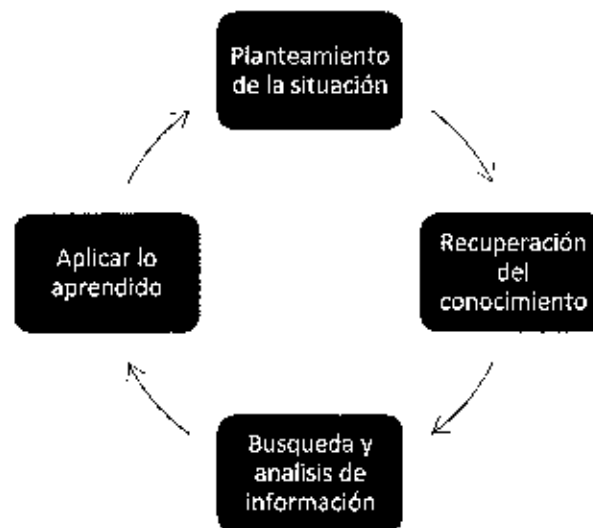 Planteamiento
de la situación
Recuperación
del
conocimiento
Busqueda y
analisis de
información
Aplicar lo
aprendido